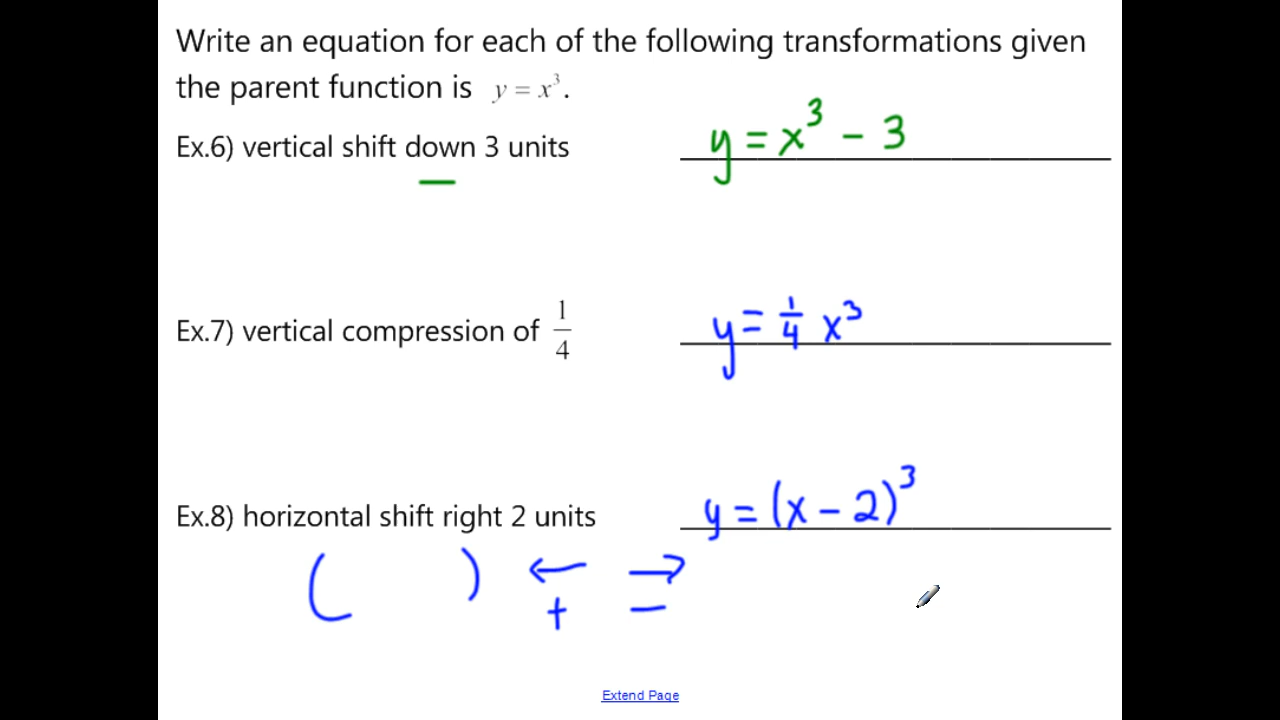 Write an equation for each of the following transformations given
the parent function is y = x³.
Ex.6) vertical shift down 3 units y = x³ − 3
Ex.7) vertical compression of 1/4 y = 1/4 x³
Ex.8) horizontal shift right 2 units y = (x − 2)³
( ) ← →
+ −
Extend Page